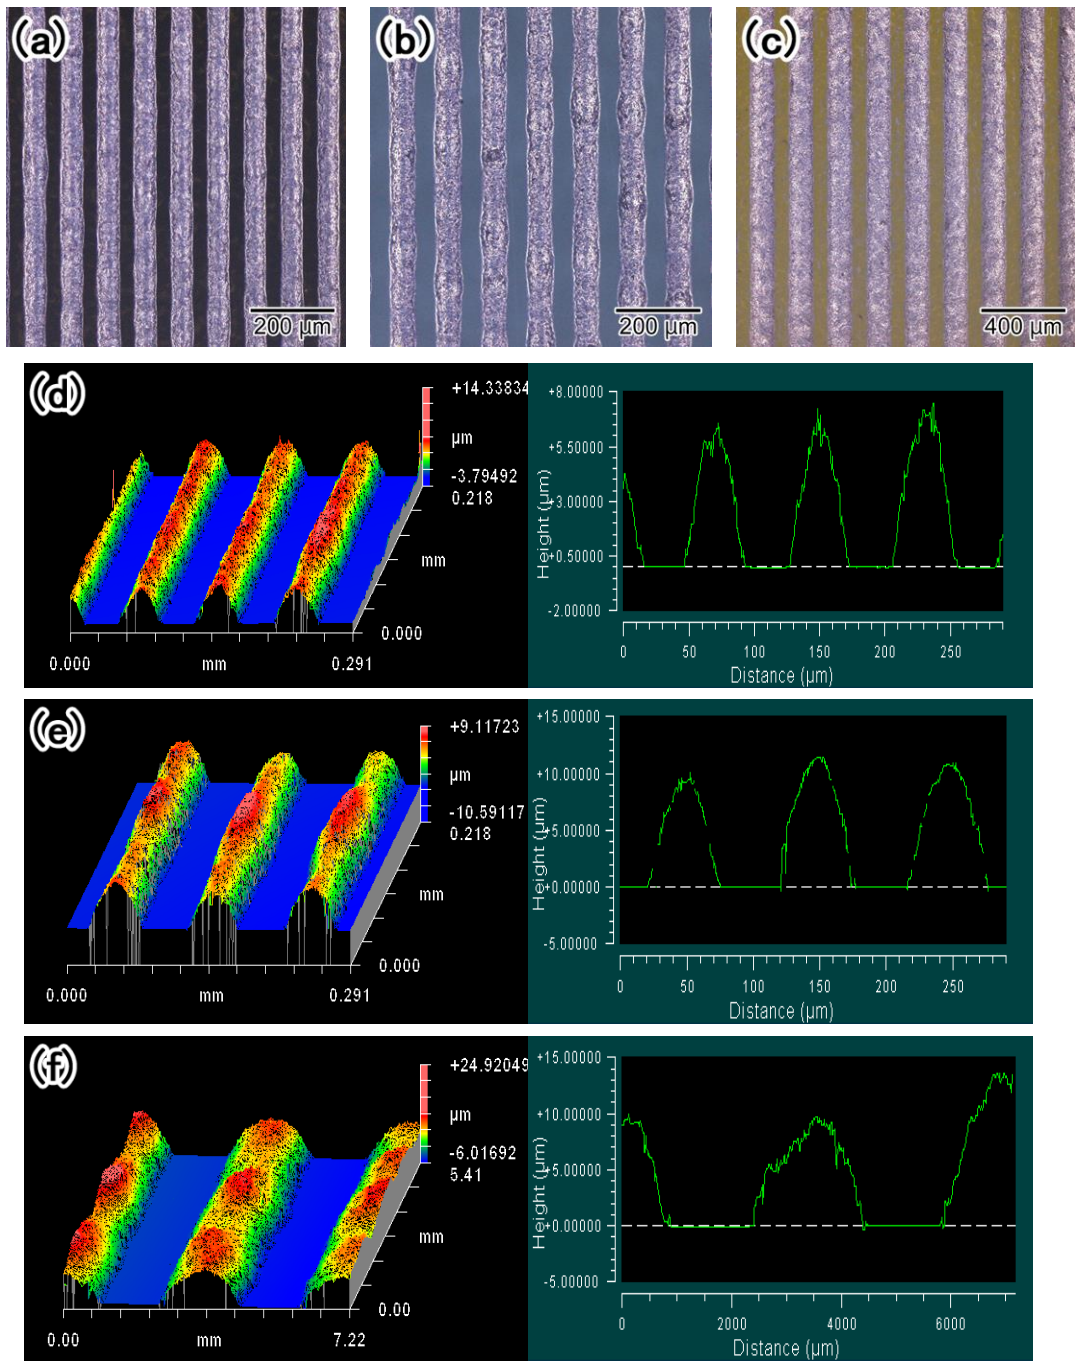 (a)
200 µm
(b)
200 µm
(c)
400 µm
(d)
+14.33834
µm
-3.79492
0.218
mm
0.000
0.000
mm
0.291
+8.00000
+5.50000
+3.00000
+0.50000
-2.00000
Height (µm)
0
50
100
150
200
250
Distance (µm)
(e)
+9.11723
µm
-10.59117
0.218
mm
0.000
0.000
mm
0.291
+15.00000
+10.00000
+5.00000
+0.00000
-5.00000
Height (µm)
0
50
100
150
200
250
Distance (µm)
(f)
+24.92049
µm
-6.01692
5.41
mm
0.00
0.00
mm
7.22
+15.00000
+10.00000
+5.00000
+0.00000
-5.00000
Height (µm)
0
2000
4000
6000
Distance (µm)